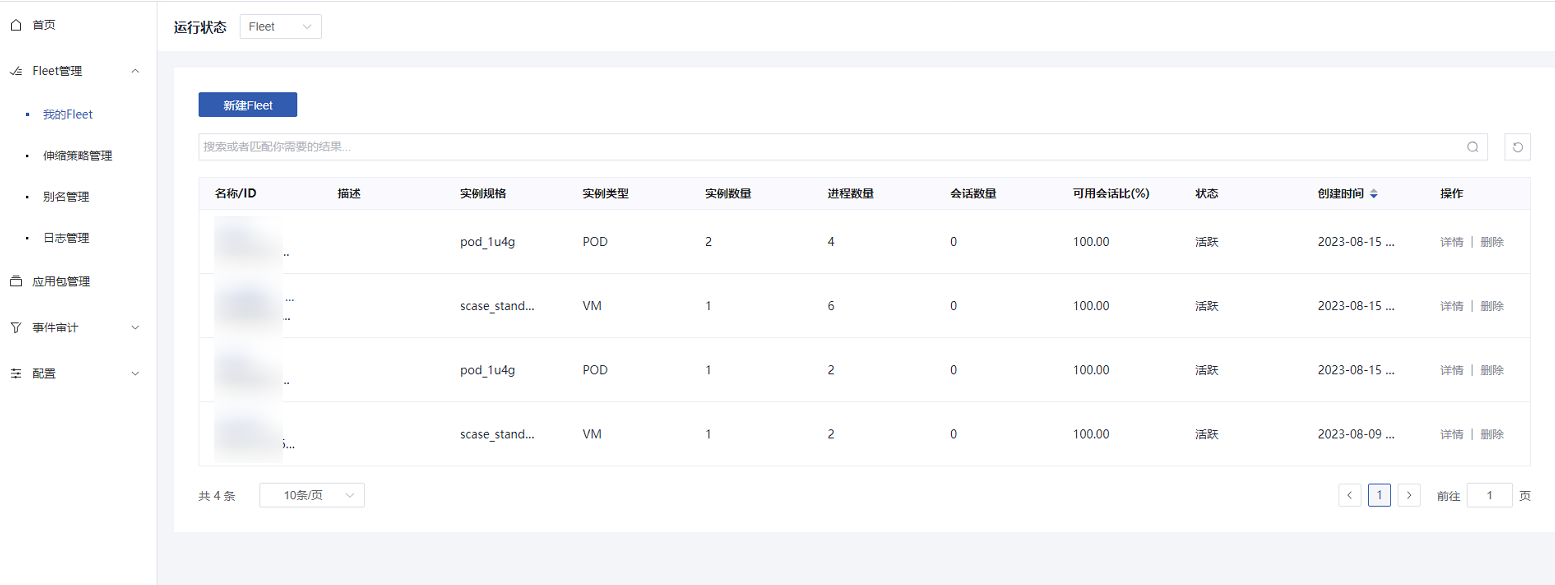 首页
Fleet管理
我的Fleet
伸缩策略管理
别名管理
日志管理
应用包管理
事件审计
配置
运行状态 Fleet
新建Fleet
搜索或者匹配你需要的结果...
名称/ID 描述 实例规格 实例类型 实例数量 进程数量 会话数量 可用会话比(%) 状态 创建时间 操作
... pod_1u4g POD 2 4 0 100.00 活跃 2023-08-15 ... 详情 | 删除
... scase_stand... VM 1 6 0 100.00 活跃 2023-08-15 ... 详情 | 删除
... pod_1u4g POD 1 2 0 100.00 活跃 2023-08-15 ... 详情 | 删除
... scase_stand... VM 1 2 0 100.00 活跃 2023-08-09 ... 详情 | 删除
共 4 条 10条/页 1 前往 1 页